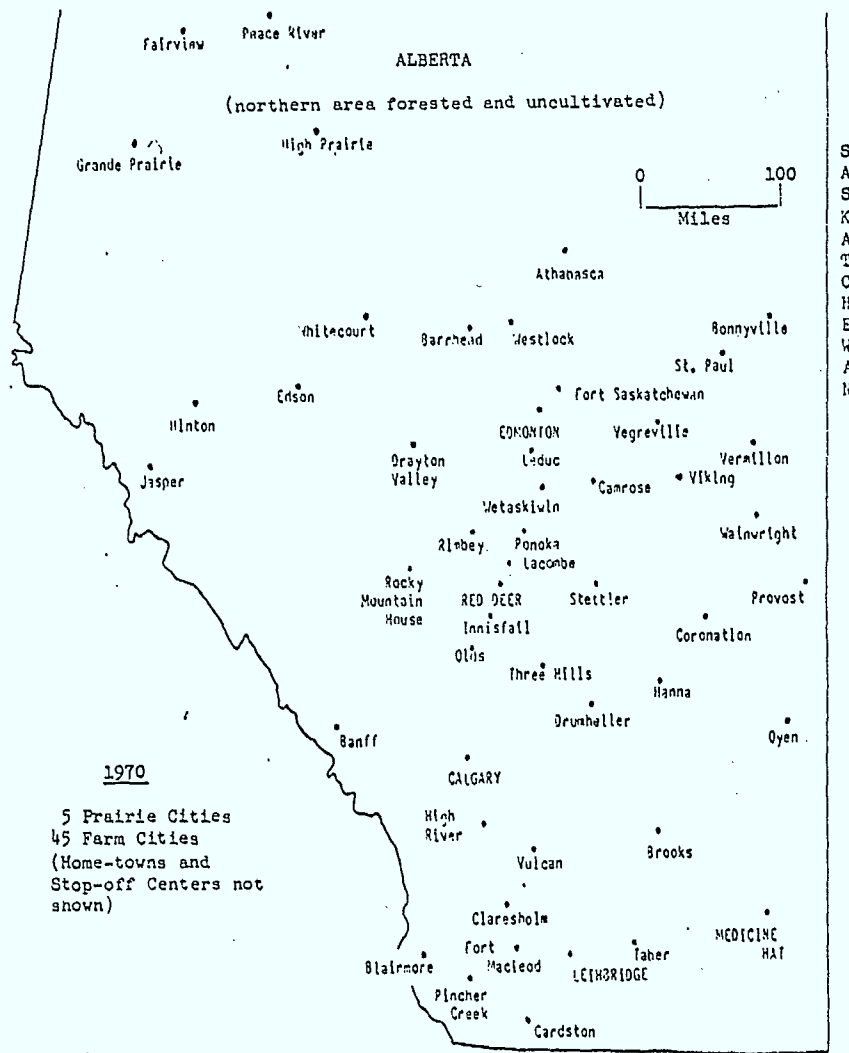 Peace River
Fairview
ALBERTA
(northern area forested and uncultivated)
High Prairie
Grande Prairie
0 100
Miles
S
A
S
K
A
T
C
H
E
W
A
N
Athabasca
Whitecourt
Barrhead
Westlock
Bonnyville
St. Paul
Edson
Fort Saskatchewan
Hinton
EDMONTON
Vegreville
Drayton
Valley
Leduc
Vermilion
Jasper
Camrose
Viking
Wetaskiwin
Wainwright
Rimbey
Ponoka
Lacombe
Rocky
Mountain
House
RED DEER
Stettler
Provost
Innisfail
Coronation
Olds
Three Hills
Hanna
Drumheller
Banff
Oyen
CALGARY
1970
5 Prairie Cities
45 Farm Cities
(Home-towns and
Stop-off Centers not
shown)
High
River
Brooks
Vulcan
Claresholm
MEDICINE
HAT
Fort
Macleod
Taber
Blairmore
LETHBRIDGE
Pincher
Creek
Cardston